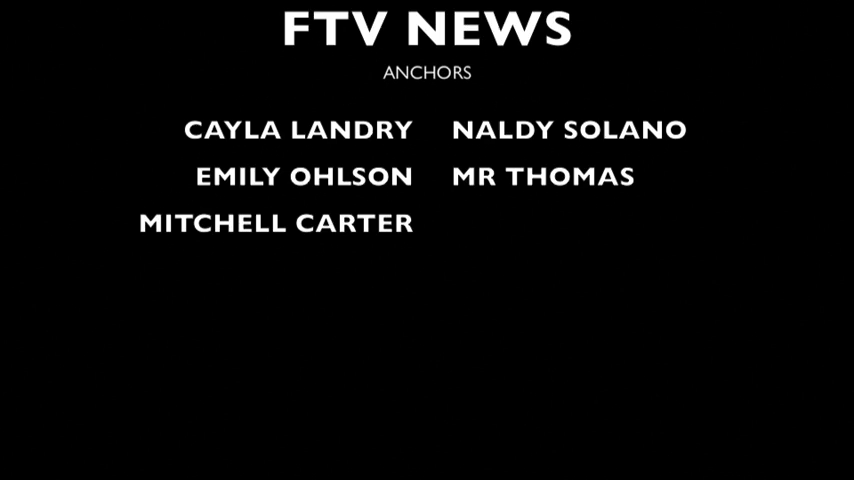 FTV NEWS
ANCHORS
CAYLA LANDRY NALDY SOLANO
EMILY OHLSON MR THOMAS
MITCHELL CARTER